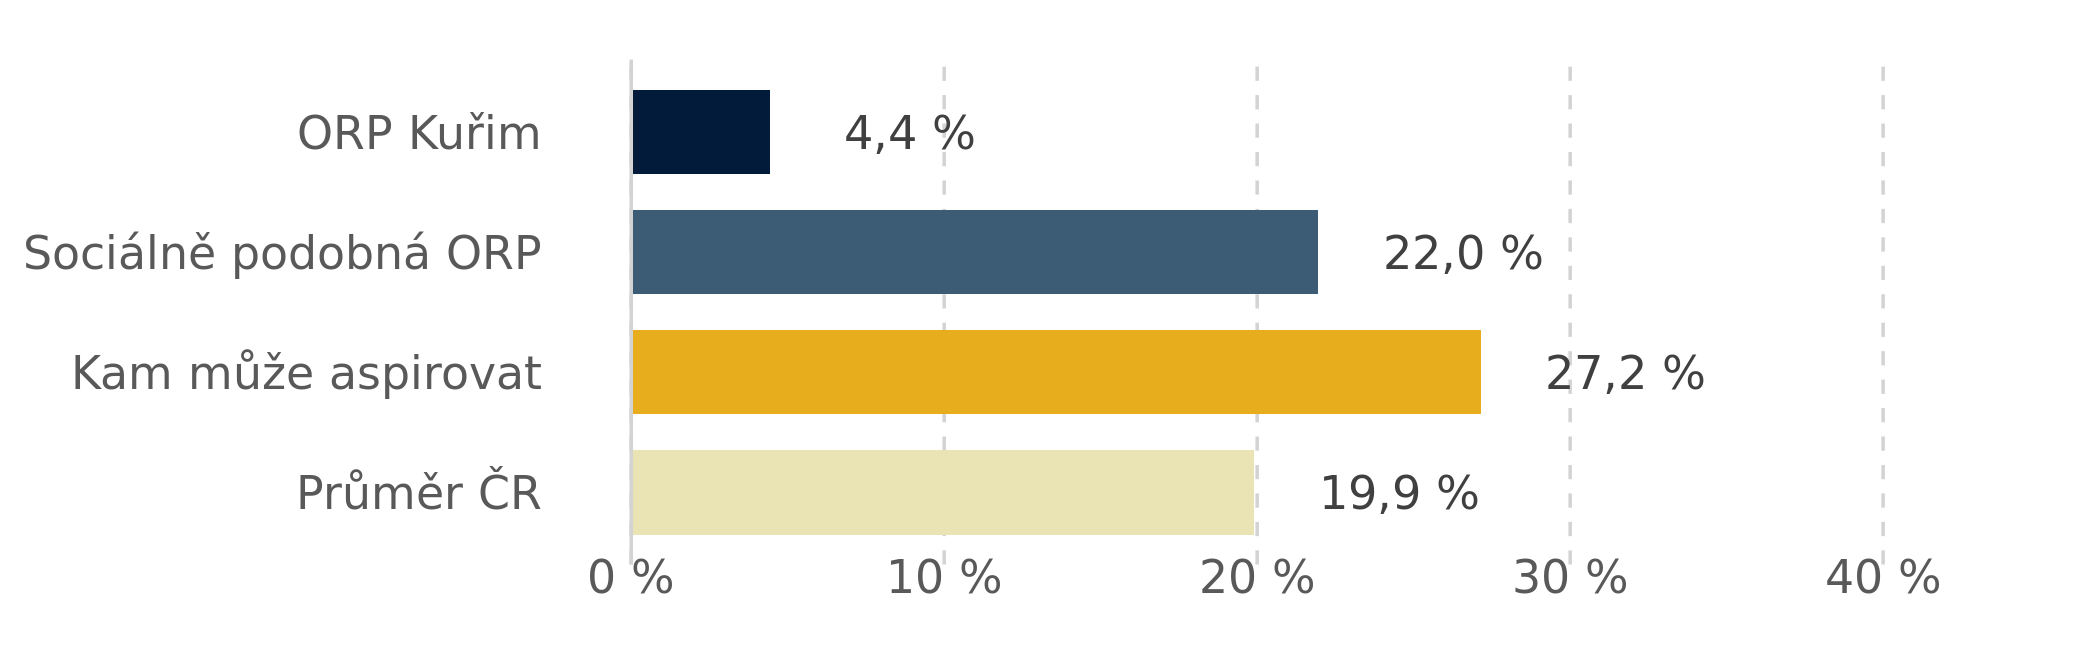 ORP Kuřim 4,4 %
Sociálně podobná ORP 22,0 %
Kam může aspirovat 27,2 %
Průměr ČR 19,9 %
0 % 10 % 20 % 30 % 40 %